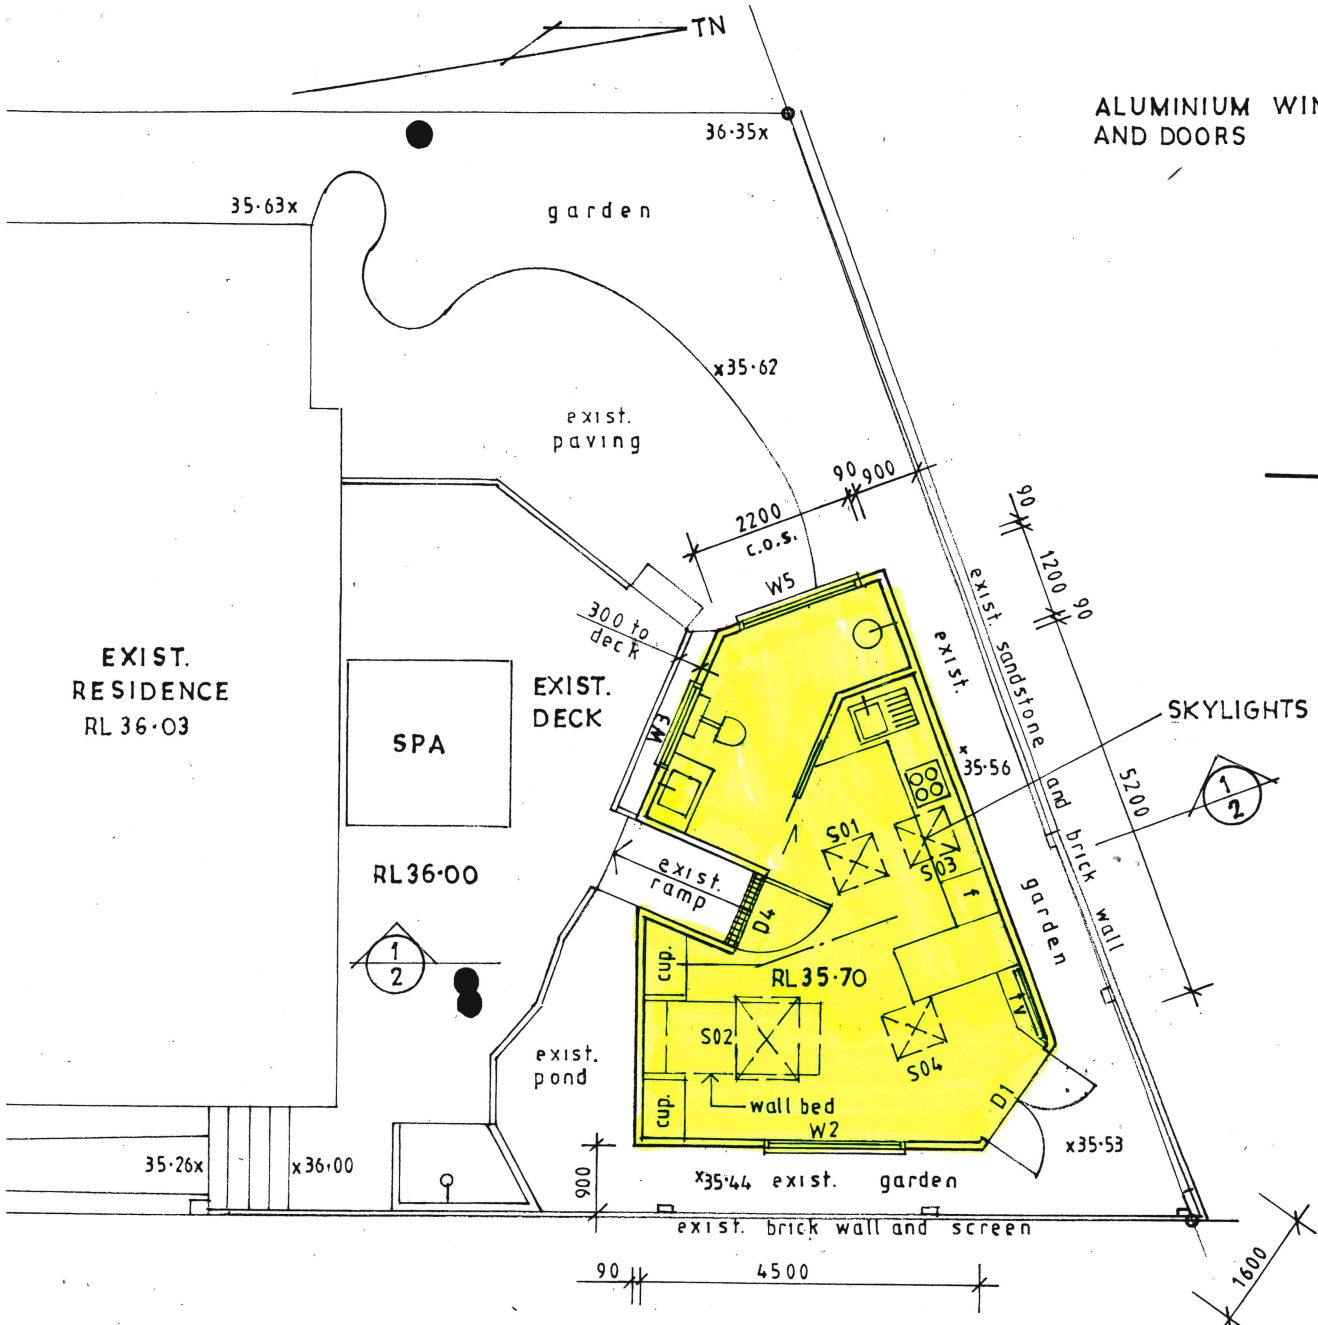 TN
ALUMINIUM WIN
AND DOORS
36·35x
35·63x
garden
x35·62
exist.
paving
90
900
2200
c.o.s.
W5
90
1200
90
exist. sandstone and brick wall
300 to
deck
exist.
garden
EXIST.
RESIDENCE
RL 36·03
EXIST.
DECK
SPA
W3
SKYLIGHTS
x
35·56
5200
1
2
S01
S03
RL36·00
exist.
ramp
D4
f
1
2
cup.
RL35·70
tv
S02
S04
exist.
pond
wall bed
cup.
W2
D1
35·26x
x36·00
900
x35·44
exist. garden
x35·53
exist. brick wall and screen
90
4500
1600